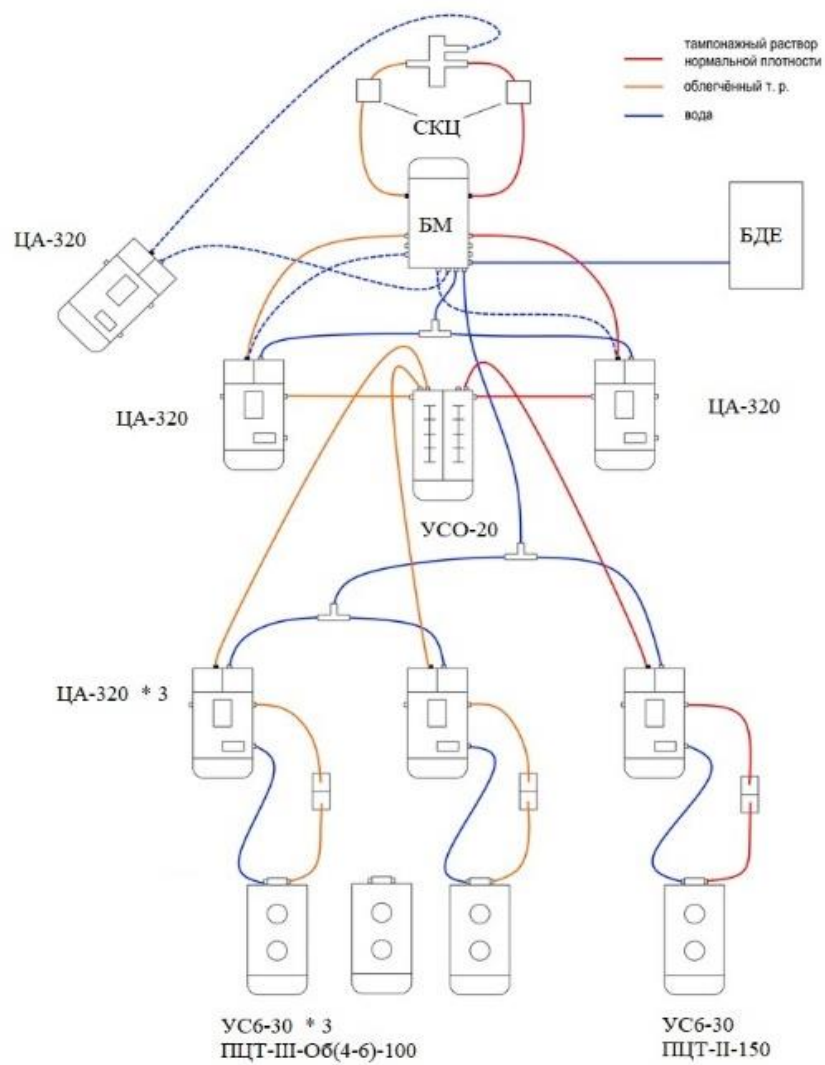 тампонажный раствор
нормальной плотности
облегчённый т. р.
вода
СКЦ
БМ
БДЕ
ЦА-320
ЦА-320
ЦА-320
УСО-20
ЦА-320 * 3
УС6-30 * 3
ПЦТ-III-Об(4-6)-100
УС6-30
ПЦТ-II-150